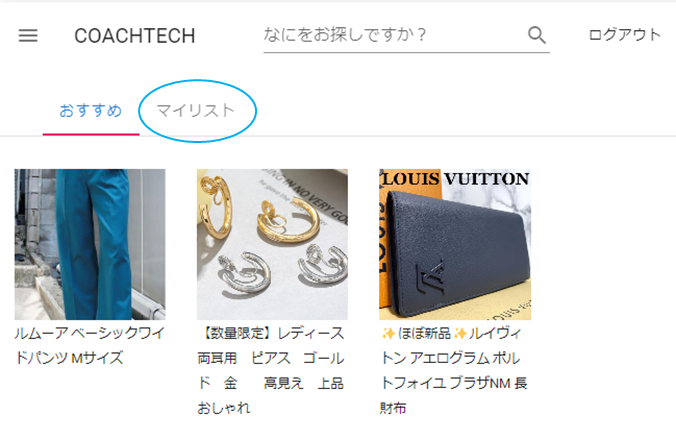 COACHTECH
なにをお探しですか？
ログアウト
おすすめ
マイリスト
LOUIS VUITTON
ルムーア ベーシックワイ
ドパンツ Mサイズ
【数量限定】レディース
両耳用　ピアス　ゴール
ド　金　　高見え　上品
おしゃれ
✨ほぼ新品✨ルイヴィ
トン アエログラム ポル
トフォイユ ブラザNM 長
財布